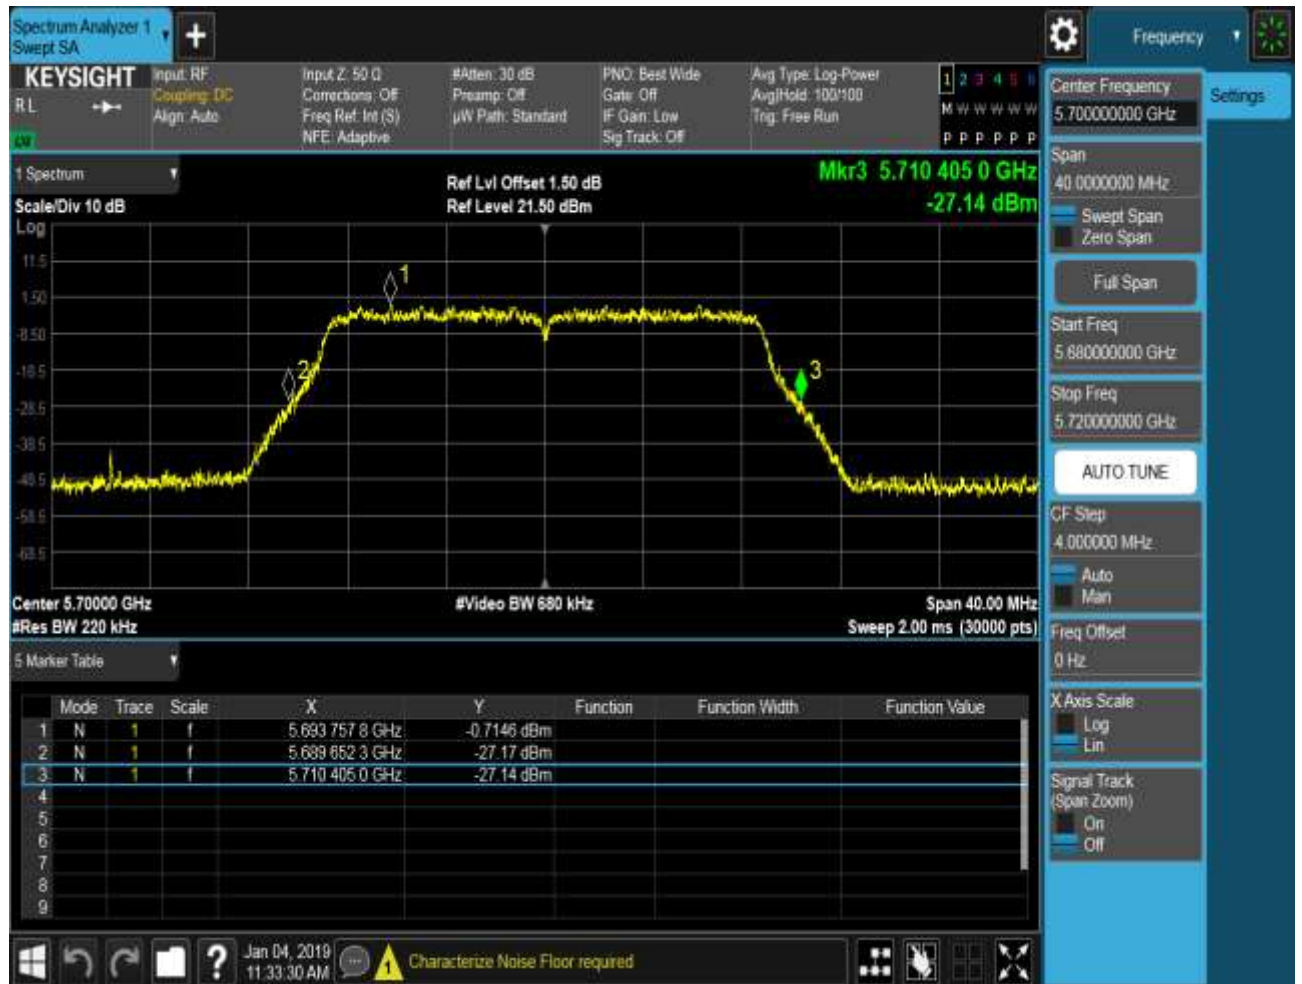 Spectrum Analyzer 1
Swept SA
Frequency
KEYSIGHT
RL
Input: RF
Coupling: DC
Align: Auto
Input Z: 50 Ω
Corrections: Off
Freq Ref: Int (S)
NFE: Adaptive
#Atten: 30 dB
Preamp: Off
µW Path: Standard
PNO: Best Wide
Gate: Off
IF Gain: Low
Sig Track: Off
Avg Type: Log-Power
Avg|Hold: 100/100
Trig: Free Run
1 2 3 4 5 6
M W W W W W
P P P P P P
1 Spectrum
Scale/Div 10 dB
Ref Lvl Offset 1.50 dB
Ref Level 21.50 dBm
Mkr3 5.710 405 0 GHz
-27.14 dBm
Log
11.5
1.50
-8.50
-18.5
-28.5
-38.5
-48.5
-58.5
-68.5
1
2
3
Center 5.70000 GHz
#Res BW 220 kHz
#Video BW 680 kHz
Span 40.00 MHz
Sweep 2.00 ms (30000 pts)
5 Marker Table
Mode Trace Scale X Y Function Function Width Function Value
1 N 1 f 5.693 757 8 GHz -0.7146 dBm
2 N 1 f 5.689 652 3 GHz -27.17 dBm
3 N 1 f 5.710 405 0 GHz -27.14 dBm
4
5
6
7
8
9
Jan 04, 2019
11:33:30 AM
1
Characterize Noise Floor required
Settings
Center Frequency
5.700000000 GHz
Span
40.0000000 MHz
Swept Span
Zero Span
Full Span
Start Freq
5.680000000 GHz
Stop Freq
5.720000000 GHz
AUTO TUNE
CF Step
4.000000 MHz
Auto
Man
Freq Offset
0 Hz
X Axis Scale
Log
Lin
Signal Track
(Span Zoom)
On
Off